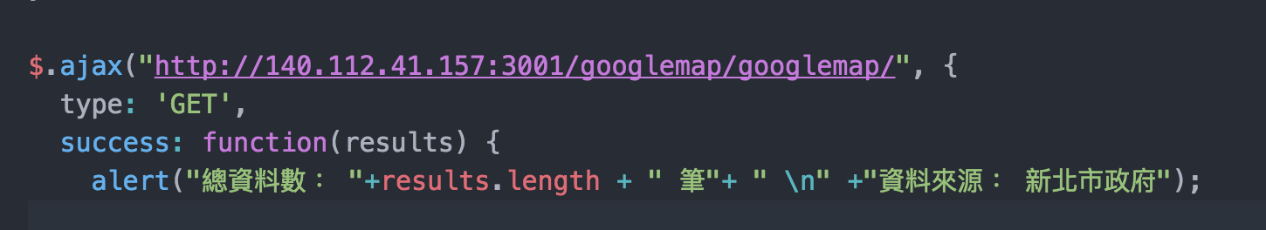 $.ajax("http://140.112.41.157:3001/googlemap/googlemap/", {
type: 'GET',
success: function(results) {
alert("總資料數： "+results.length + " 筆"+ " \n" +"資料來源： 新北市政府");